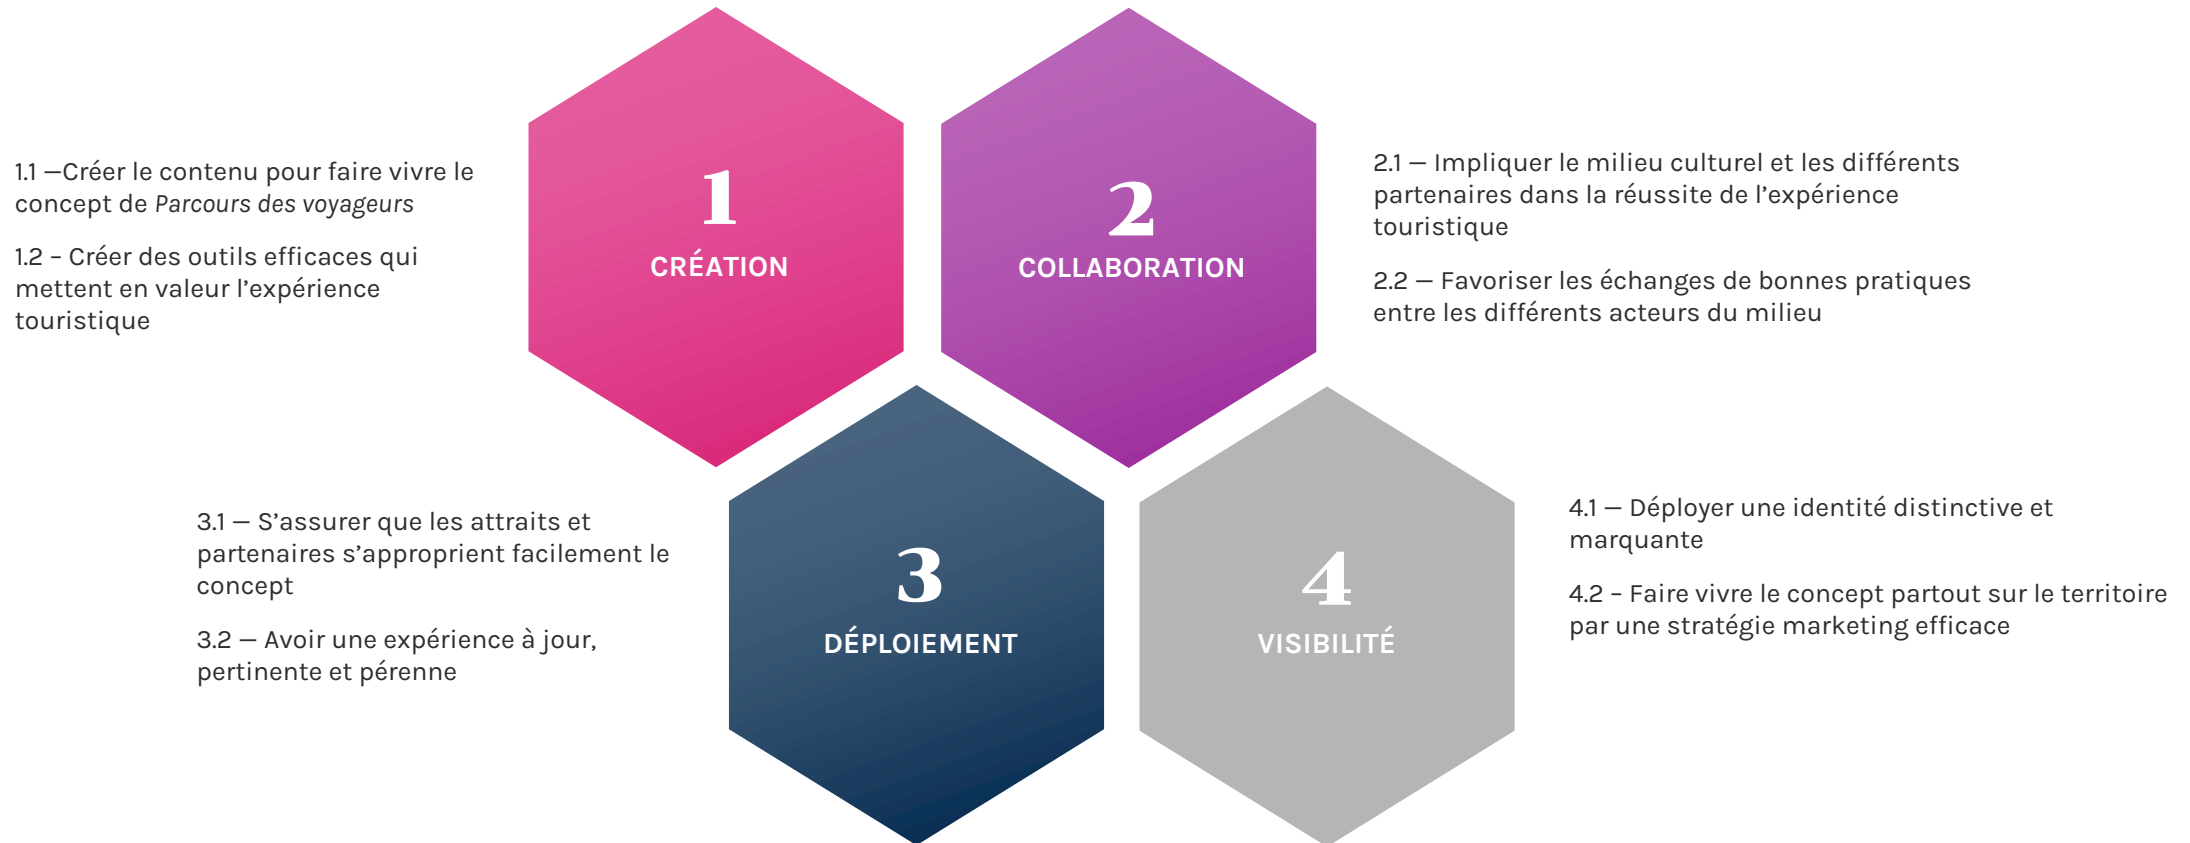 1.1 —Créer le contenu pour faire vivre le
concept de Parcours des voyageurs
1.2 – Créer des outils efficaces qui
mettent en valeur l’expérience
touristique
1
CRÉATION
2
COLLABORATION
2.1 — Impliquer le milieu culturel et les différents
partenaires dans la réussite de l’expérience
touristique
2.2 — Favoriser les échanges de bonnes pratiques
entre les différents acteurs du milieu
3.1 — S’assurer que les attraits et
partenaires s’approprient facilement le
concept
3.2 — Avoir une expérience à jour,
pertinente et pérenne
3
DÉPLOIEMENT
4
VISIBILITÉ
4.1 — Déployer une identité distinctive et
marquante
4.2 – Faire vivre le concept partout sur le territoire
par une stratégie marketing efficace